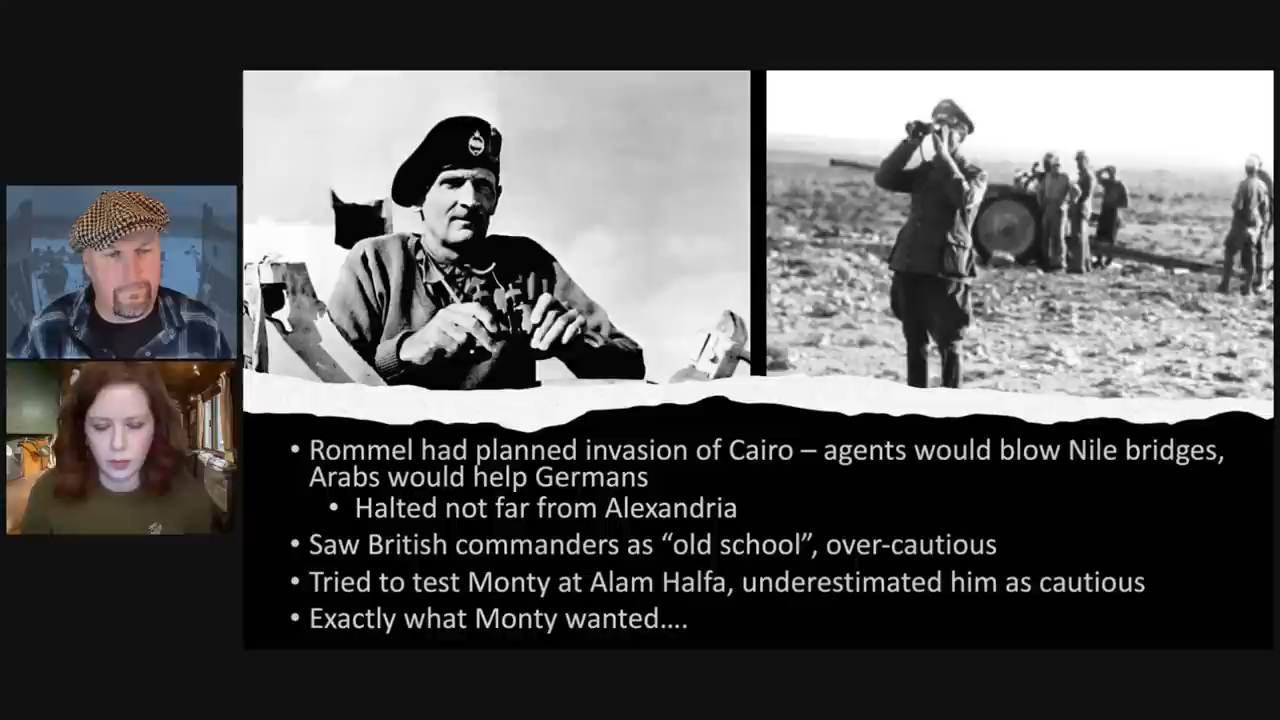 • Rommel had planned invasion of Cairo – agents would blow Nile bridges,
Arabs would help Germans
• Halted not far from Alexandria
• Saw British commanders as “old school”, over-cautious
• Tried to test Monty at Alam Halfa, underestimated him as cautious
• Exactly what Monty wanted….